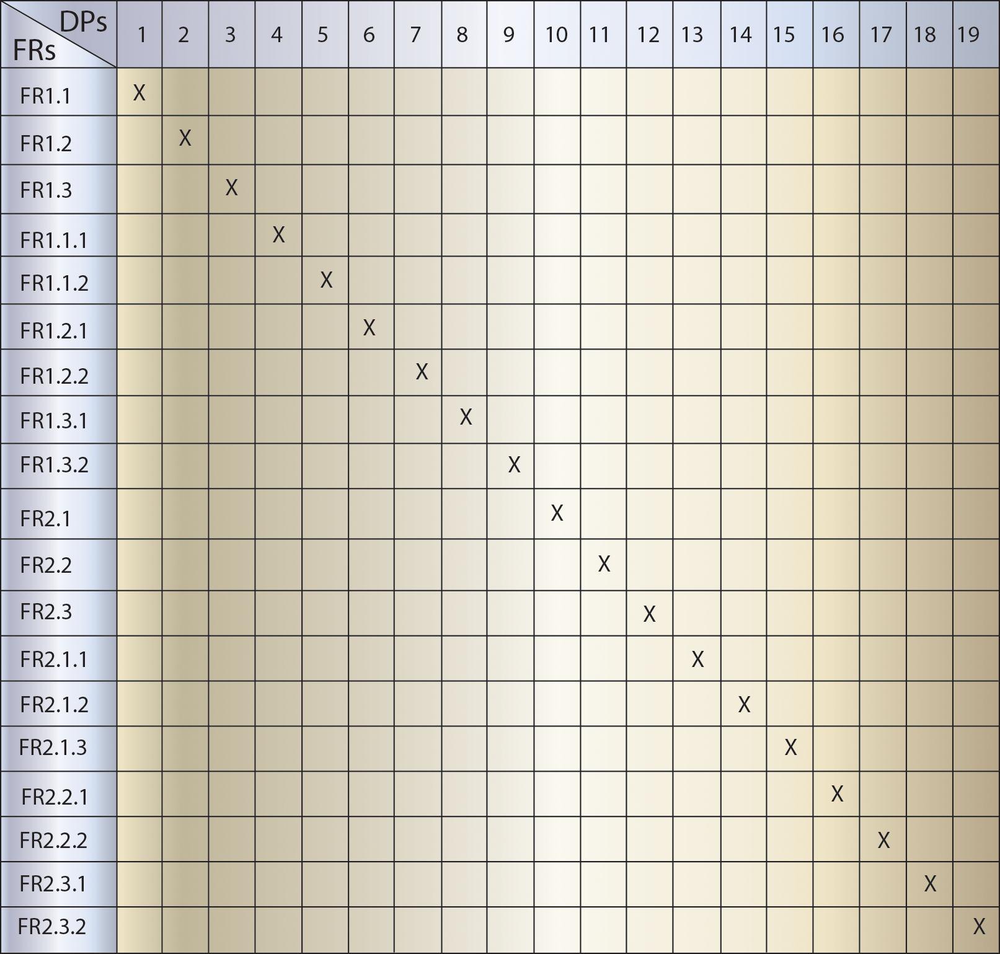 DPs
FRs 1 2 3 4 5 6 7 8 9 10 11 12 13 14 15 16 17 18 19
FR1.1 X
FR1.2 X
FR1.3 X
FR1.1.1 X
FR1.1.2 X
FR1.2.1 X
FR1.2.2 X
FR1.3.1 X
FR1.3.2 X
FR2.1 X
FR2.2 X
FR2.3 X
FR2.1.1 X
FR2.1.2 X
FR2.1.3 X
FR2.2.1 X
FR2.2.2 X
FR2.3.1 X
FR2.3.2 X